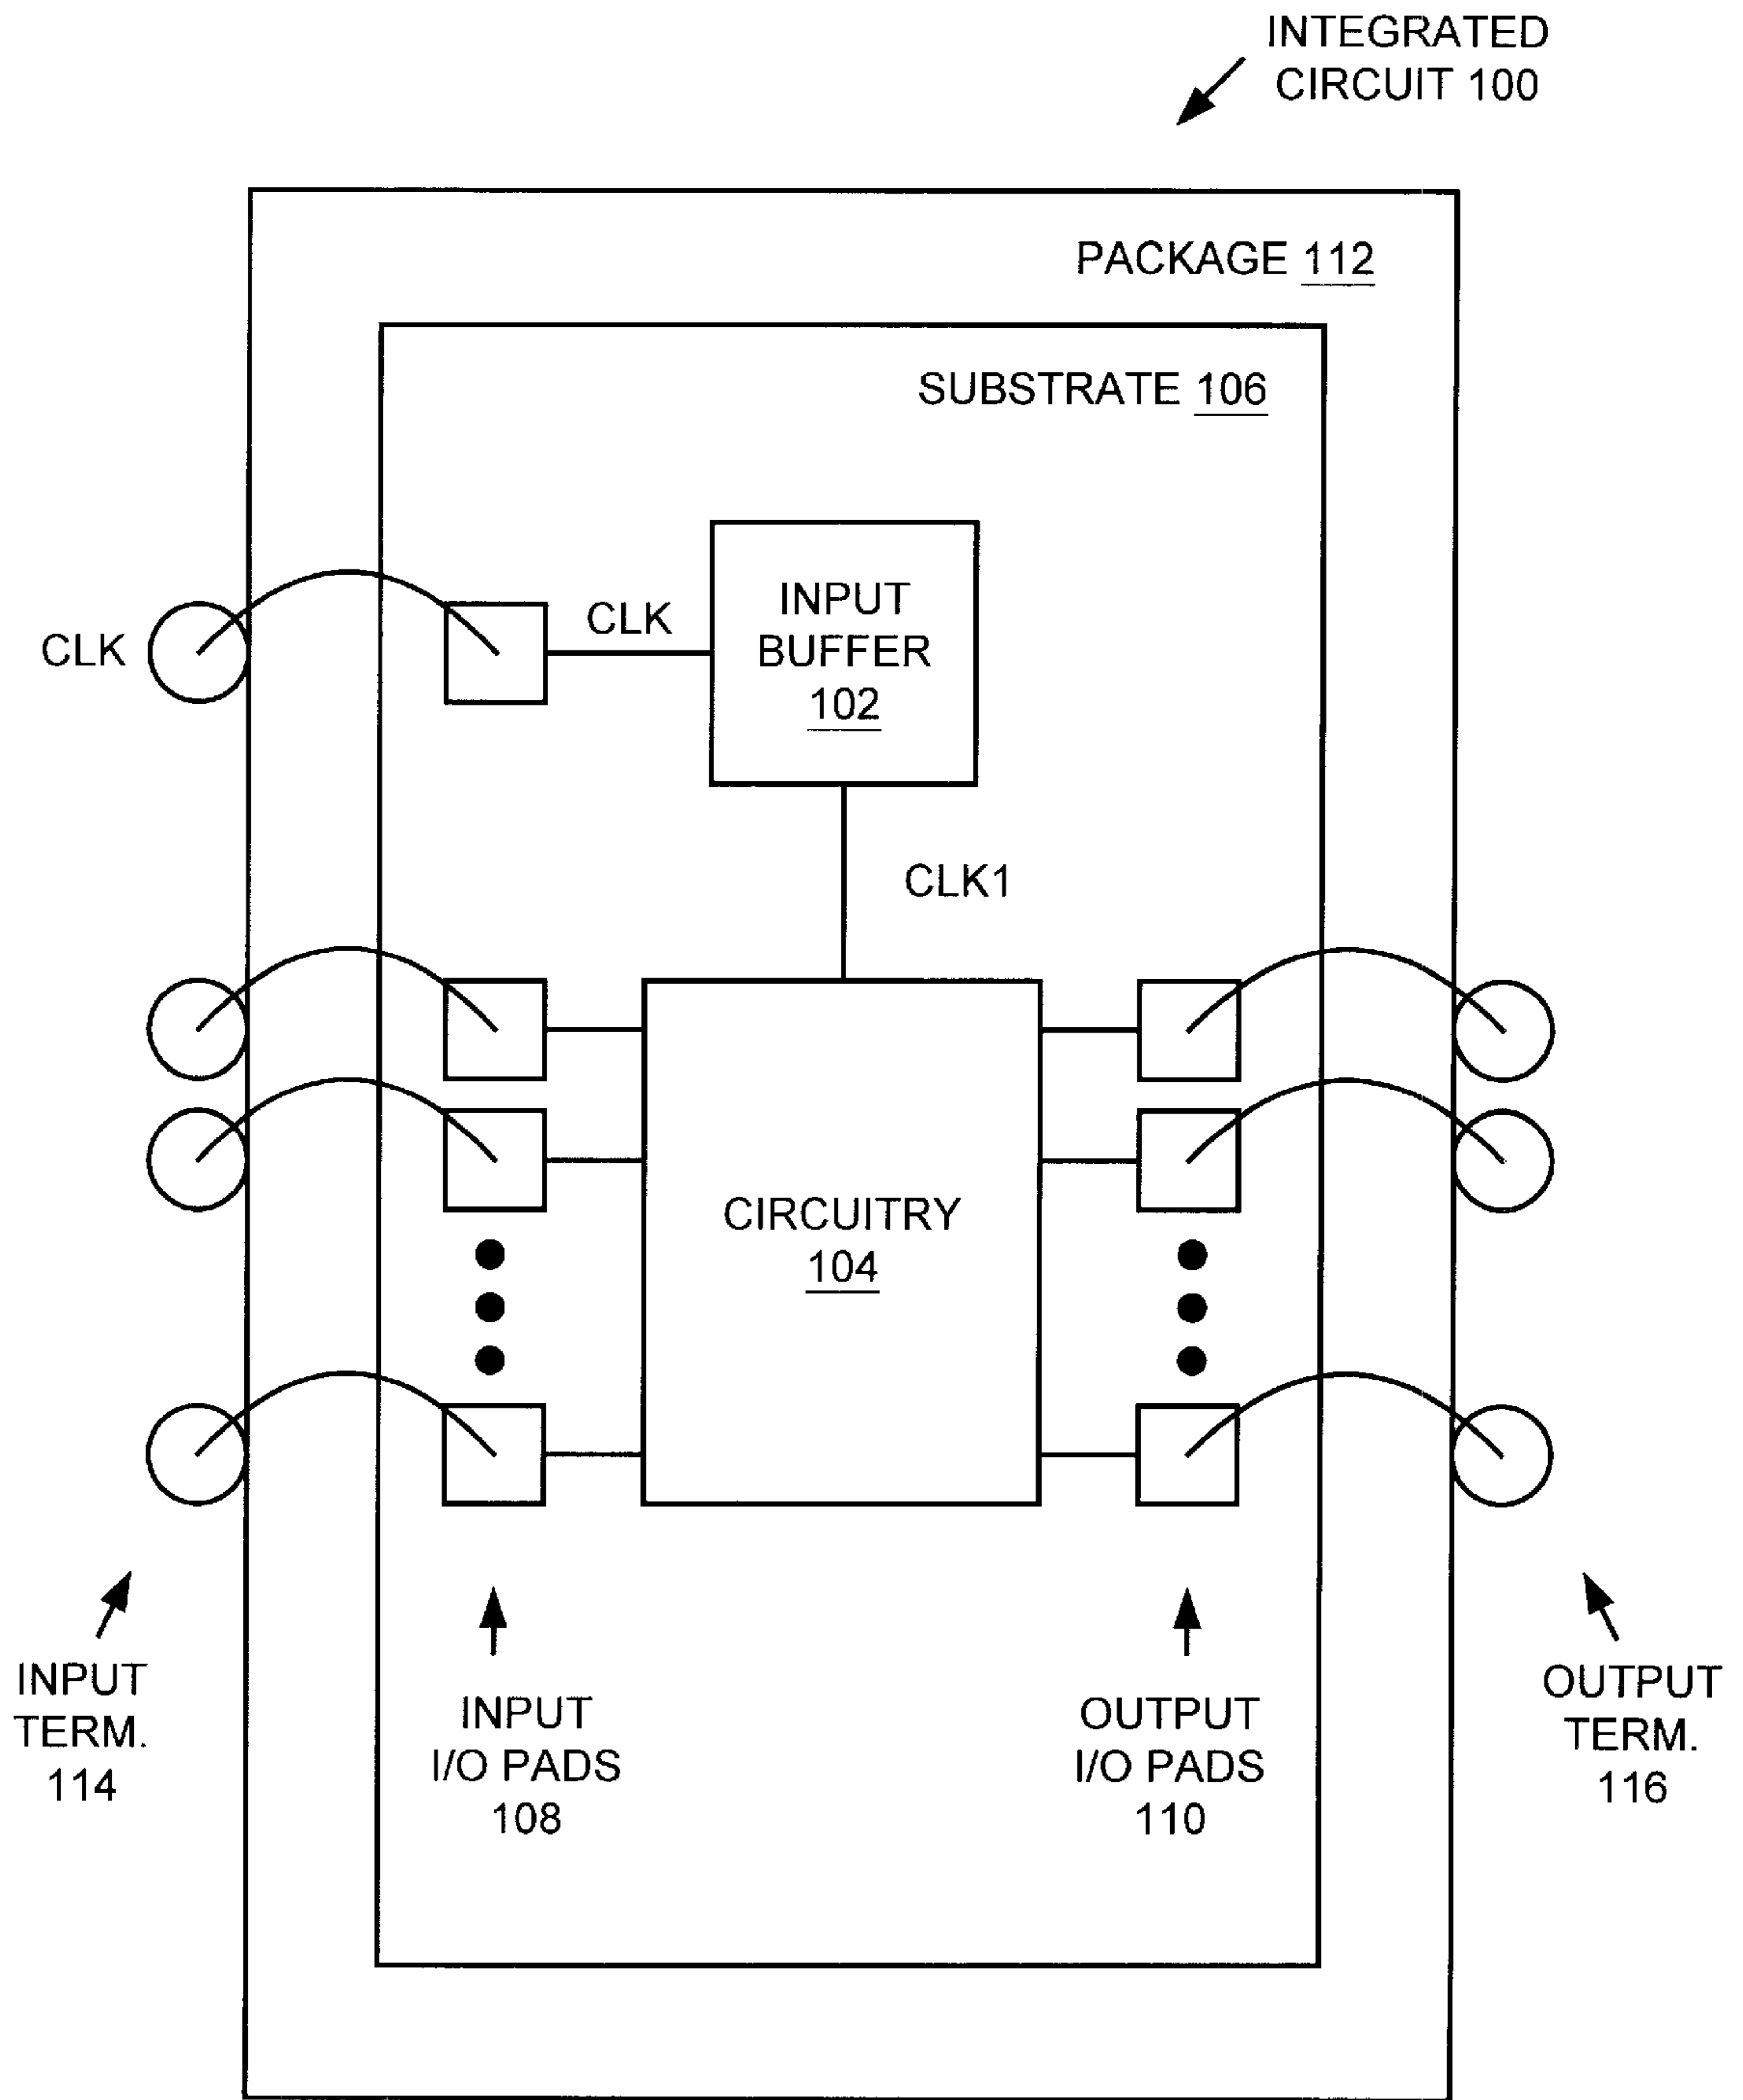 INTEGRATED
CIRCUIT 100
PACKAGE 112
SUBSTRATE 106
CLK
CLK
INPUT
BUFFER
102
CLK1
CIRCUITRY
104
INPUT
TERM.
114
INPUT
I/O PADS
108
OUTPUT
I/O PADS
110
OUTPUT
TERM.
116